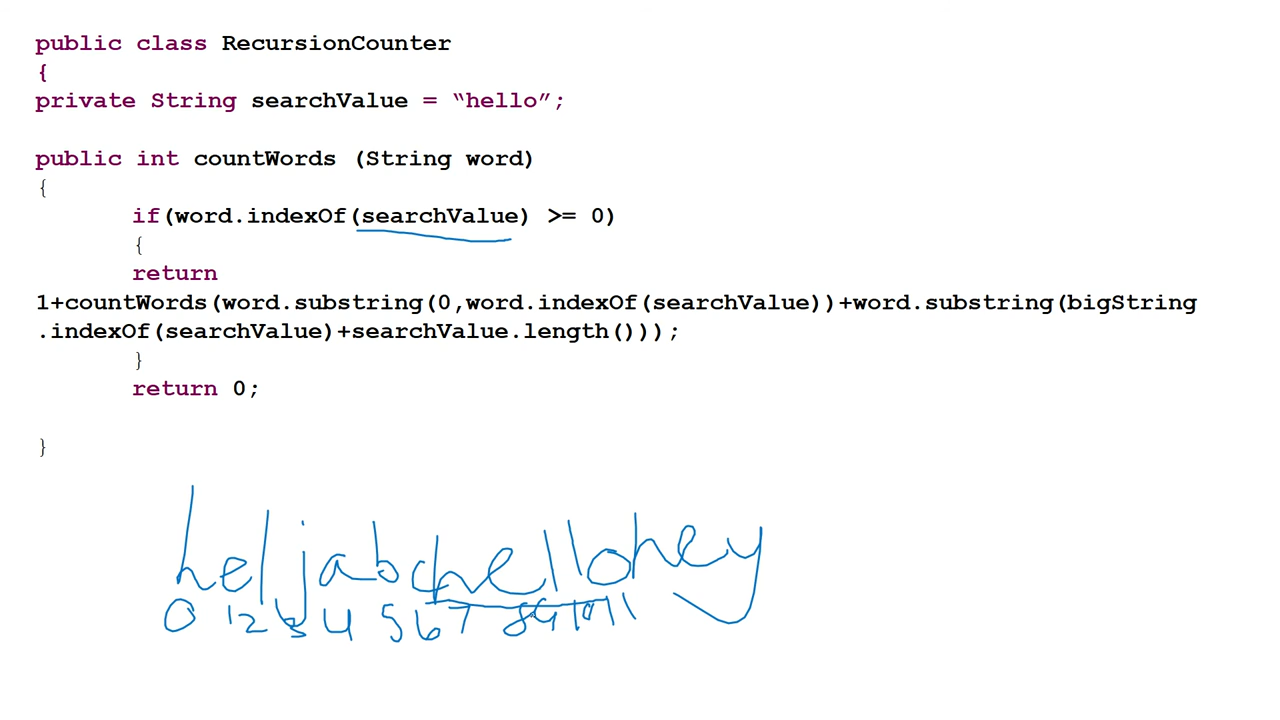 public class RecursionCounter
{
private String searchValue = “hello”;
public int countWords (String word)
{
if(word.indexOf(searchValue) >= 0)
{
return
1+countWords(word.substring(0,word.indexOf(searchValue))+word.substring(bigString
.indexOf(searchValue)+searchValue.length()));
}
return 0;
}
heljabchellohey
0 1 2 3 4 5 6 7 8 9 10 11